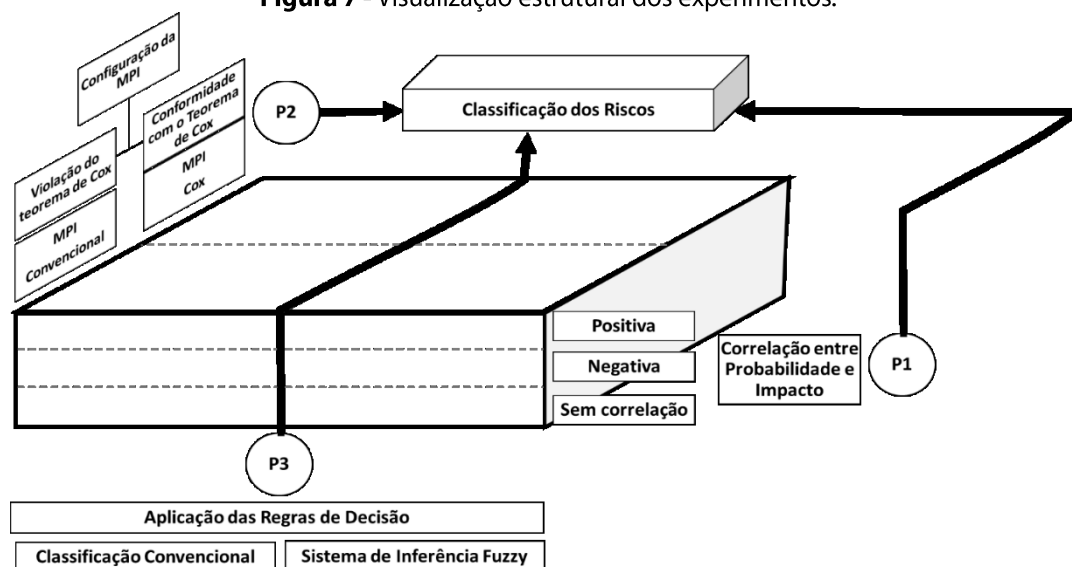 Figura 7 - Visualização estrutural dos experimentos.
Configuração da
MPI
Conformidade
com o Teorema
de Cox
MPI
Cox
Violação do
teorema de Cox
MPI
Convencional
P2
Classificação dos Riscos
Positiva
Negativa
Sem correlação
Correlação entre
Probabilidade e
Impacto
P1
P3
Aplicação das Regras de Decisão
Classificação Convencional
Sistema de Inferência Fuzzy